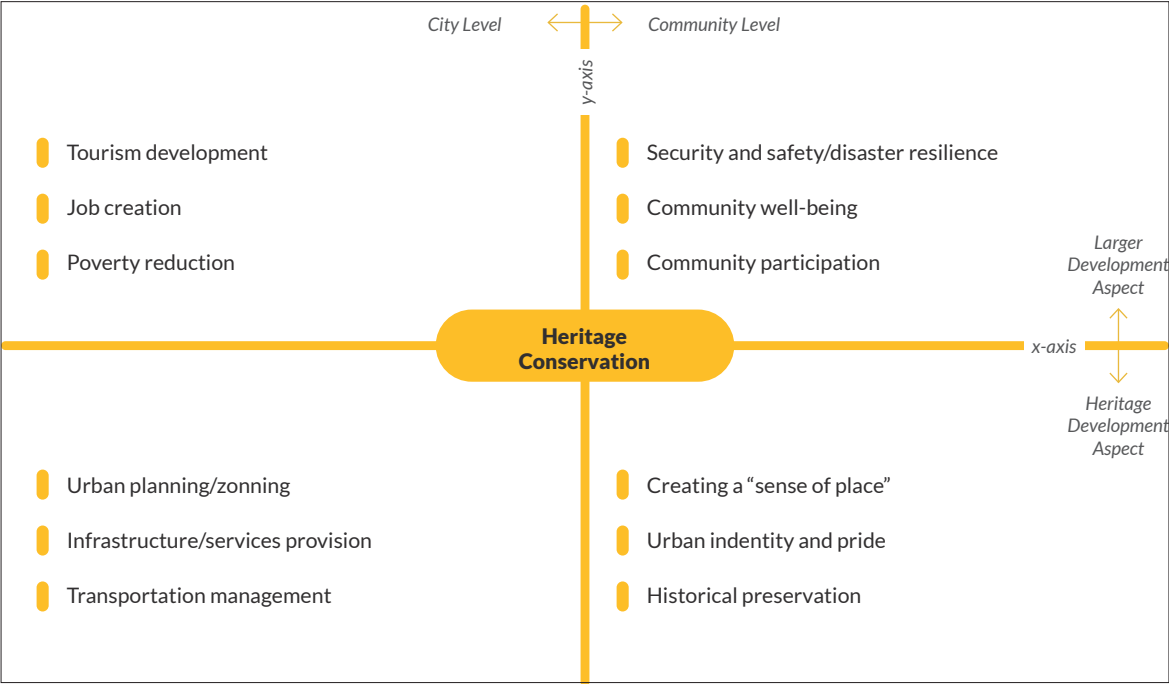 City Level
Community Level
y-axis
Tourism development
Job creation
Poverty reduction
Security and safety/disaster resilience
Community well-being
Community participation
Larger
Development
Aspect
Heritage
Conservation
x-axis
Heritage
Development
Aspect
Urban planning/zonning
Infrastructure/services provision
Transportation management
Creating a “sense of place”
Urban indentity and pride
Historical preservation